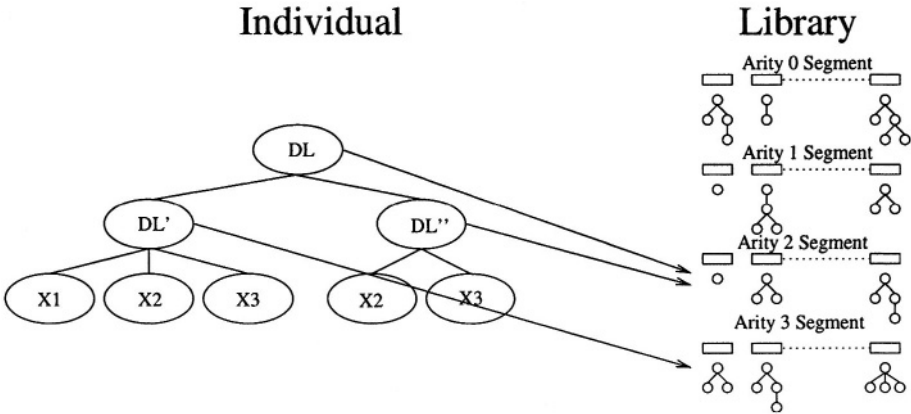 Individual
Library
Arity 0 Segment
Arity 1 Segment
DL
DL'
DL''
Arity 2 Segment
X1
X2
X3
X2
X3
Arity 3 Segment